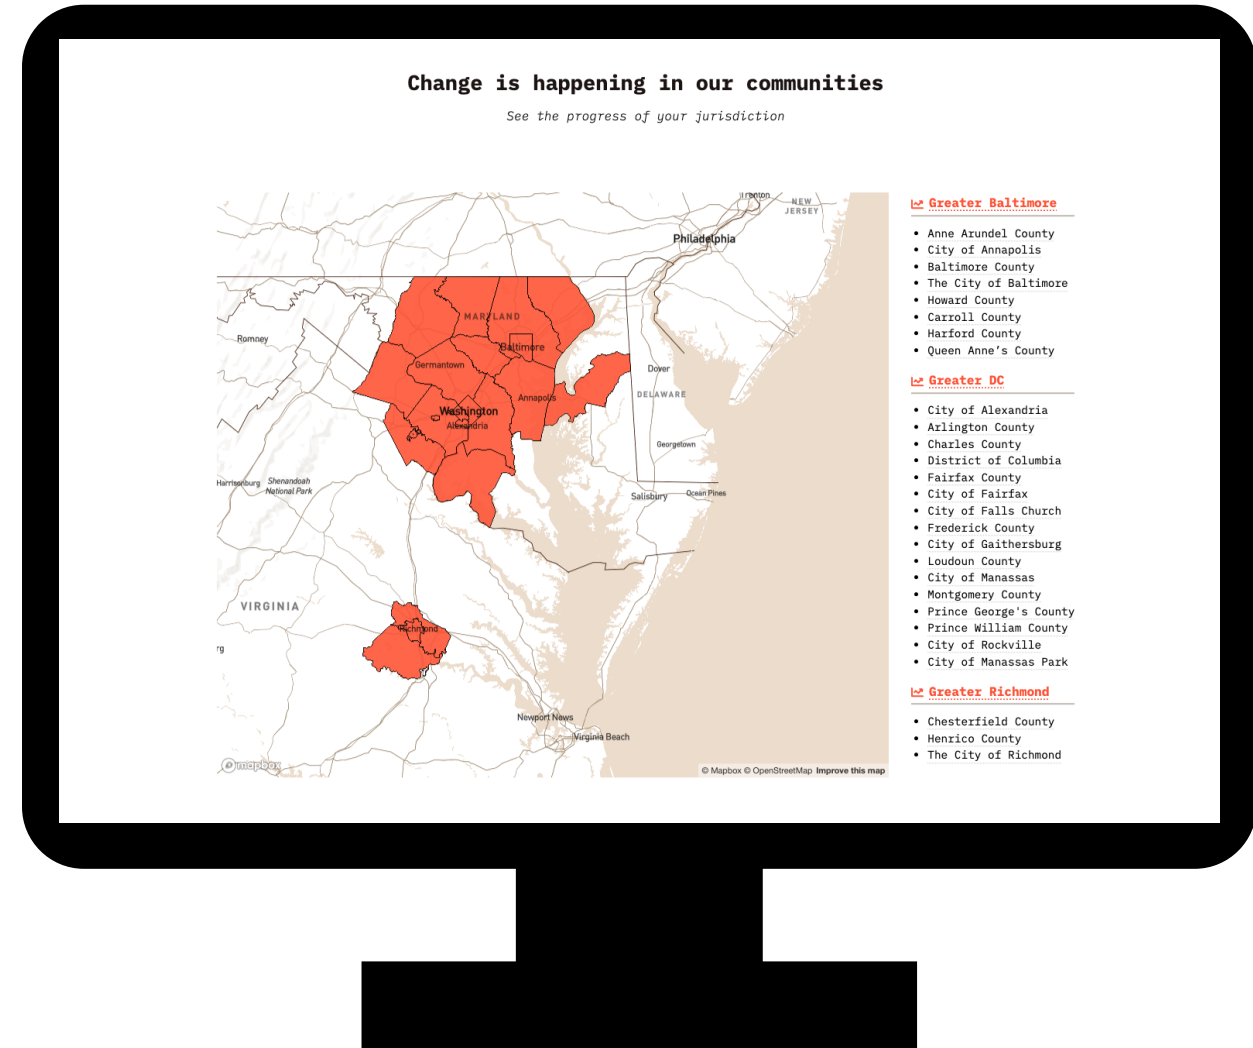 Change is happening in our communities
See the progress of your jurisdiction
Trenton
NEW
JERSEY
Philadelphia
MARYLAND
Romney
Baltimore
Germantown
Dover
DELAWARE
Annapolis
Washington
Alexandria
Georgetown
Harrisonburg
Shenandoah
National Park
Salisbury
Ocean Pines
VIRGINIA
Richmond
rg
Newport News
Virginia Beach
mapbox
© Mapbox © OpenStreetMap Improve this map
Greater Baltimore
Anne Arundel County
City of Annapolis
Baltimore County
The City of Baltimore
Howard County
Carroll County
Harford County
Queen Anne’s County
Greater DC
City of Alexandria
Arlington County
Charles County
District of Columbia
Fairfax County
City of Fairfax
City of Falls Church
Frederick County
City of Gaithersburg
Loudoun County
City of Manassas
Montgomery County
Prince George's County
Prince William County
City of Rockville
City of Manassas Park
Greater Richmond
Chesterfield County
Henrico County
The City of Richmond